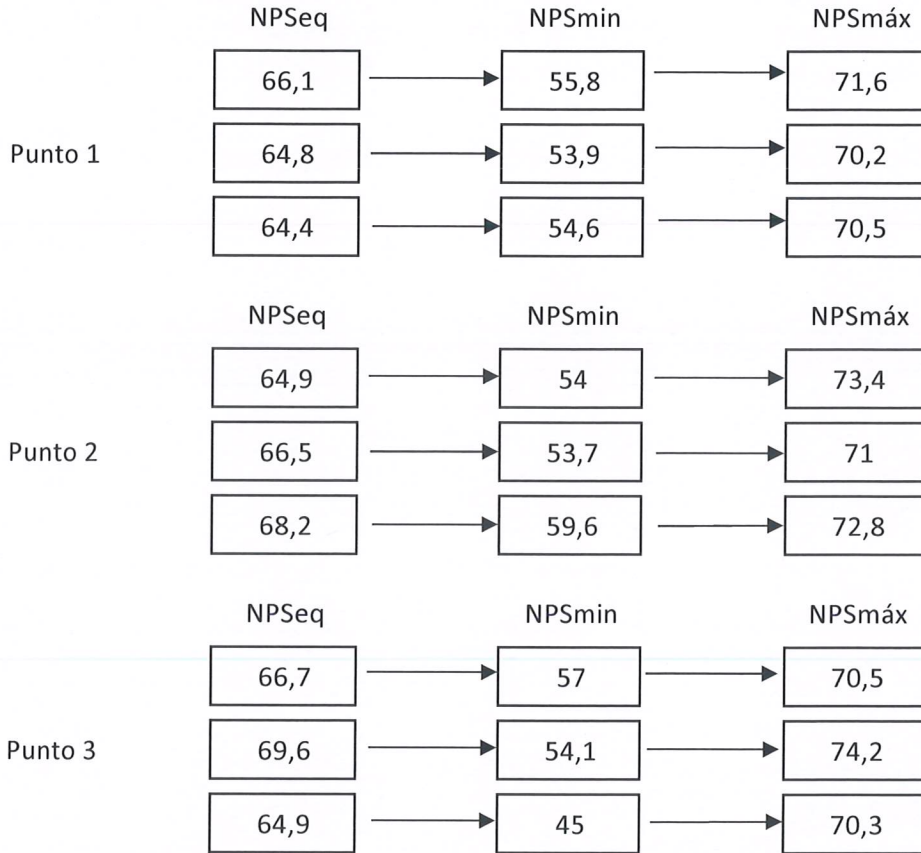 NPSeq NPSmin NPSmáx
66,1 55,8 71,6
Punto 1 64,8 53,9 70,2
64,4 54,6 70,5
NPSeq NPSmin NPSmáx
64,9 54 73,4
Punto 2 66,5 53,7 71
68,2 59,6 72,8
NPSeq NPSmin NPSmáx
66,7 57 70,5
Punto 3 69,6 54,1 74,2
64,9 45 70,3